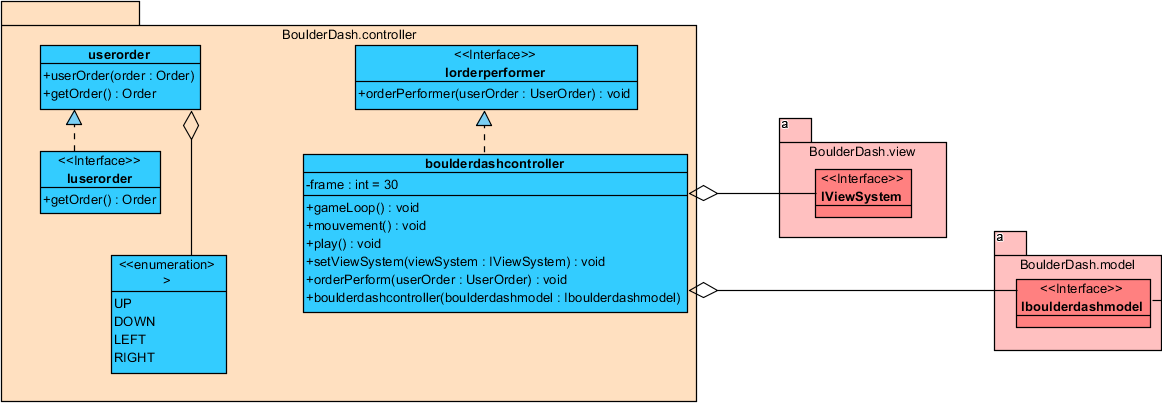 BoulderDash.controller
userorder
+userOrder(order : Order)
+getOrder() : Order
<<Interface>>
Iuserorder
+getOrder() : Order
<<enumeration>
>
UP
DOWN
LEFT
RIGHT
<<Interface>>
Iorderperformer
+orderPerformer(userOrder : UserOrder) : void
boulderdashcontroller
-frame : int = 30
+gameLoop() : void
+mouvement() : void
+play() : void
+setViewSystem(viewSystem : IViewSystem) : void
+orderPerform(userOrder : UserOrder) : void
+boulderdashcontroller(boulderdashmodel : Iboulderdashmodel)
a
BoulderDash.view
<<Interface>>
IViewSystem
a
BoulderDash.model
<<Interface>>
Iboulderdashmodel